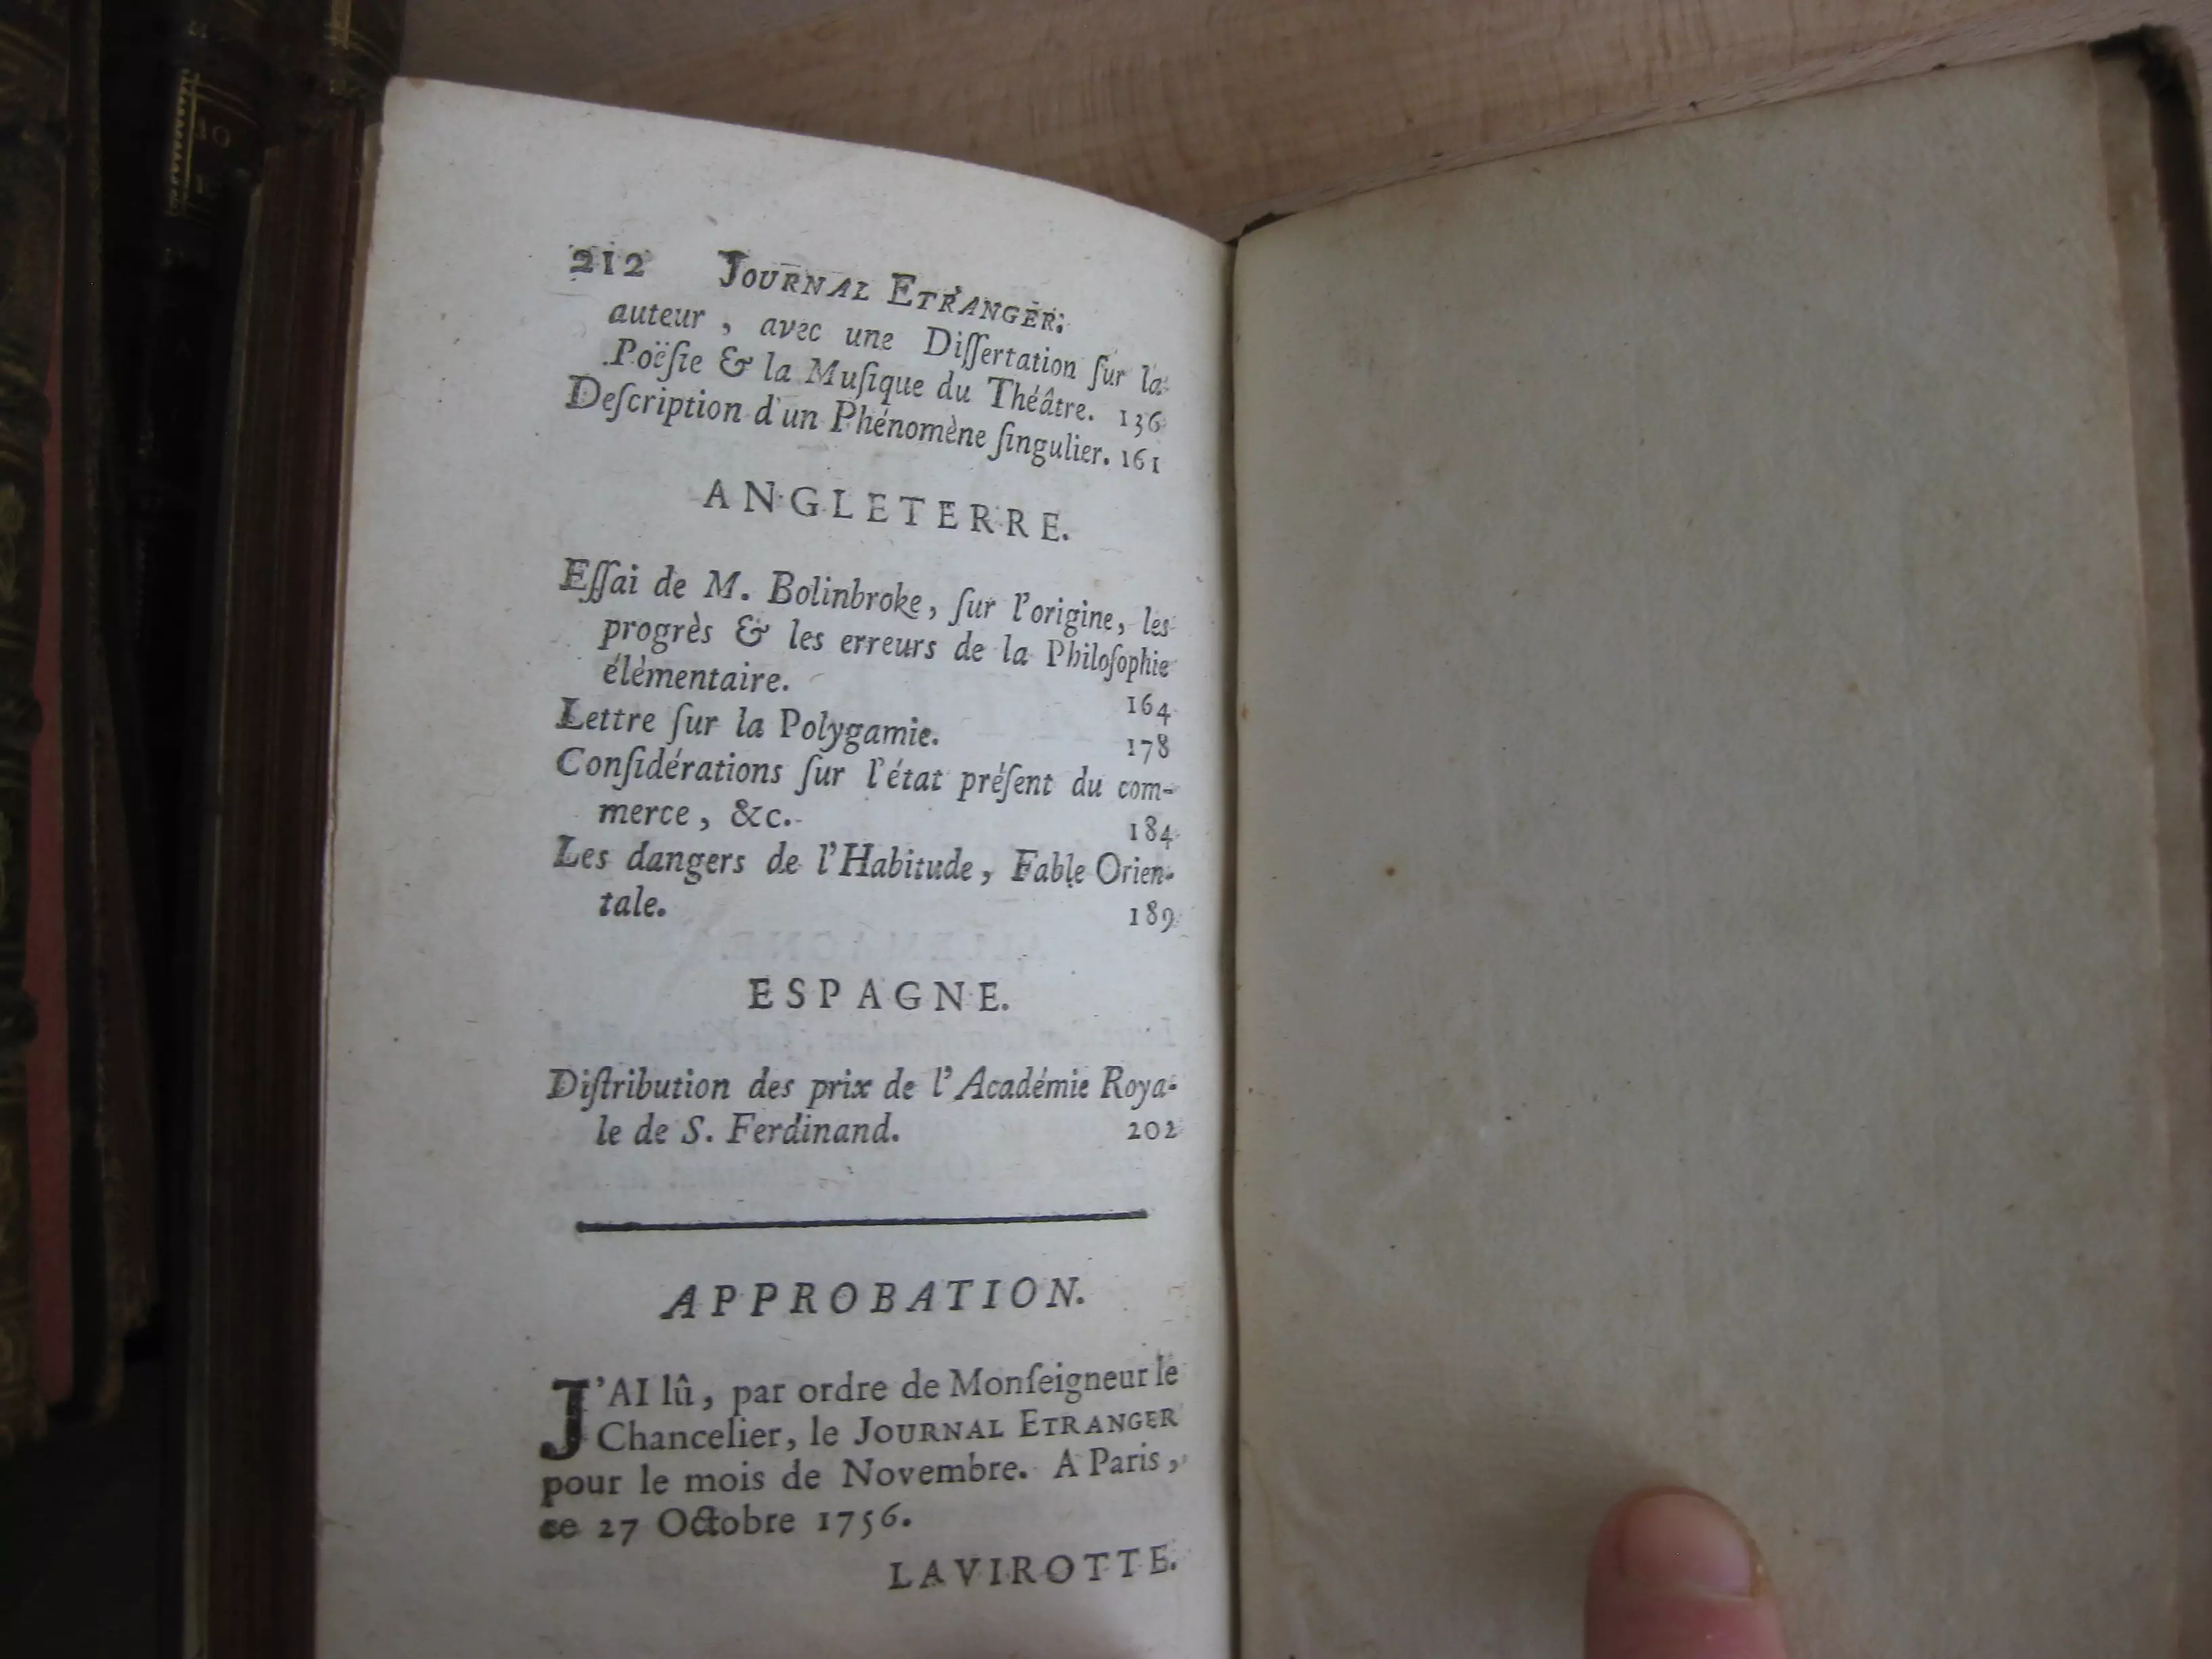 212 JOURNAL ETRANGER.
auteur, avec une Diſſertation ſur la
Poëſie & la Muſique du Théâtre. 136
Deſcription d'un Phénomène ſingulier. 161
ANGLETERRE.
Eſſai de M. Bolinbroke, ſur l'origine, les
progrès & les erreurs de la Philoſophie
élémentaire. 164
Lettre ſur la Polygamie. 178
Conſidérations ſur l'état préſent du com-
merce, &c. 184
Les dangers de l'Habitude, Fable Orien-
tale. 189
ESPAGNE.
Diſtribution des prix de l'Académie Roya-
le de S. Ferdinand. 202
APPROBATION.
J'AI lû, par ordre de Monſeigneur le
Chancelier, le JOURNAL ETRANGER
pour le mois de Novembre. A Paris,
ce 27 Octobre 1756.
LAVIROTTE.